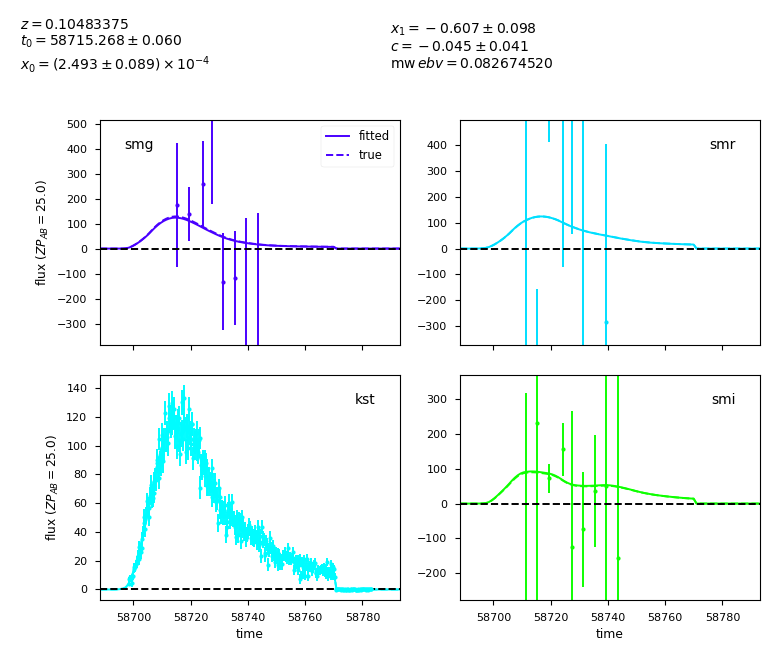 z = 0.10483375
t₀ = 58715.268 ± 0.060
x₀ = (2.493 ± 0.089) × 10⁻⁴
x₁ = −0.607 ± 0.098
c = −0.045 ± 0.041
mw ebv = 0.082674520
500
400
300
200
100
0
−100
−200
−300
flux (ZP_AB = 25.0)
smg
fitted
true
400
300
200
100
0
−100
−200
−300
smr
140
120
100
80
60
40
20
0
flux (ZP_AB = 25.0)
kst
58700 58720 58740 58760 58780
time
300
200
100
0
−100
−200
smi
58700 58720 58740 58760 58780
time